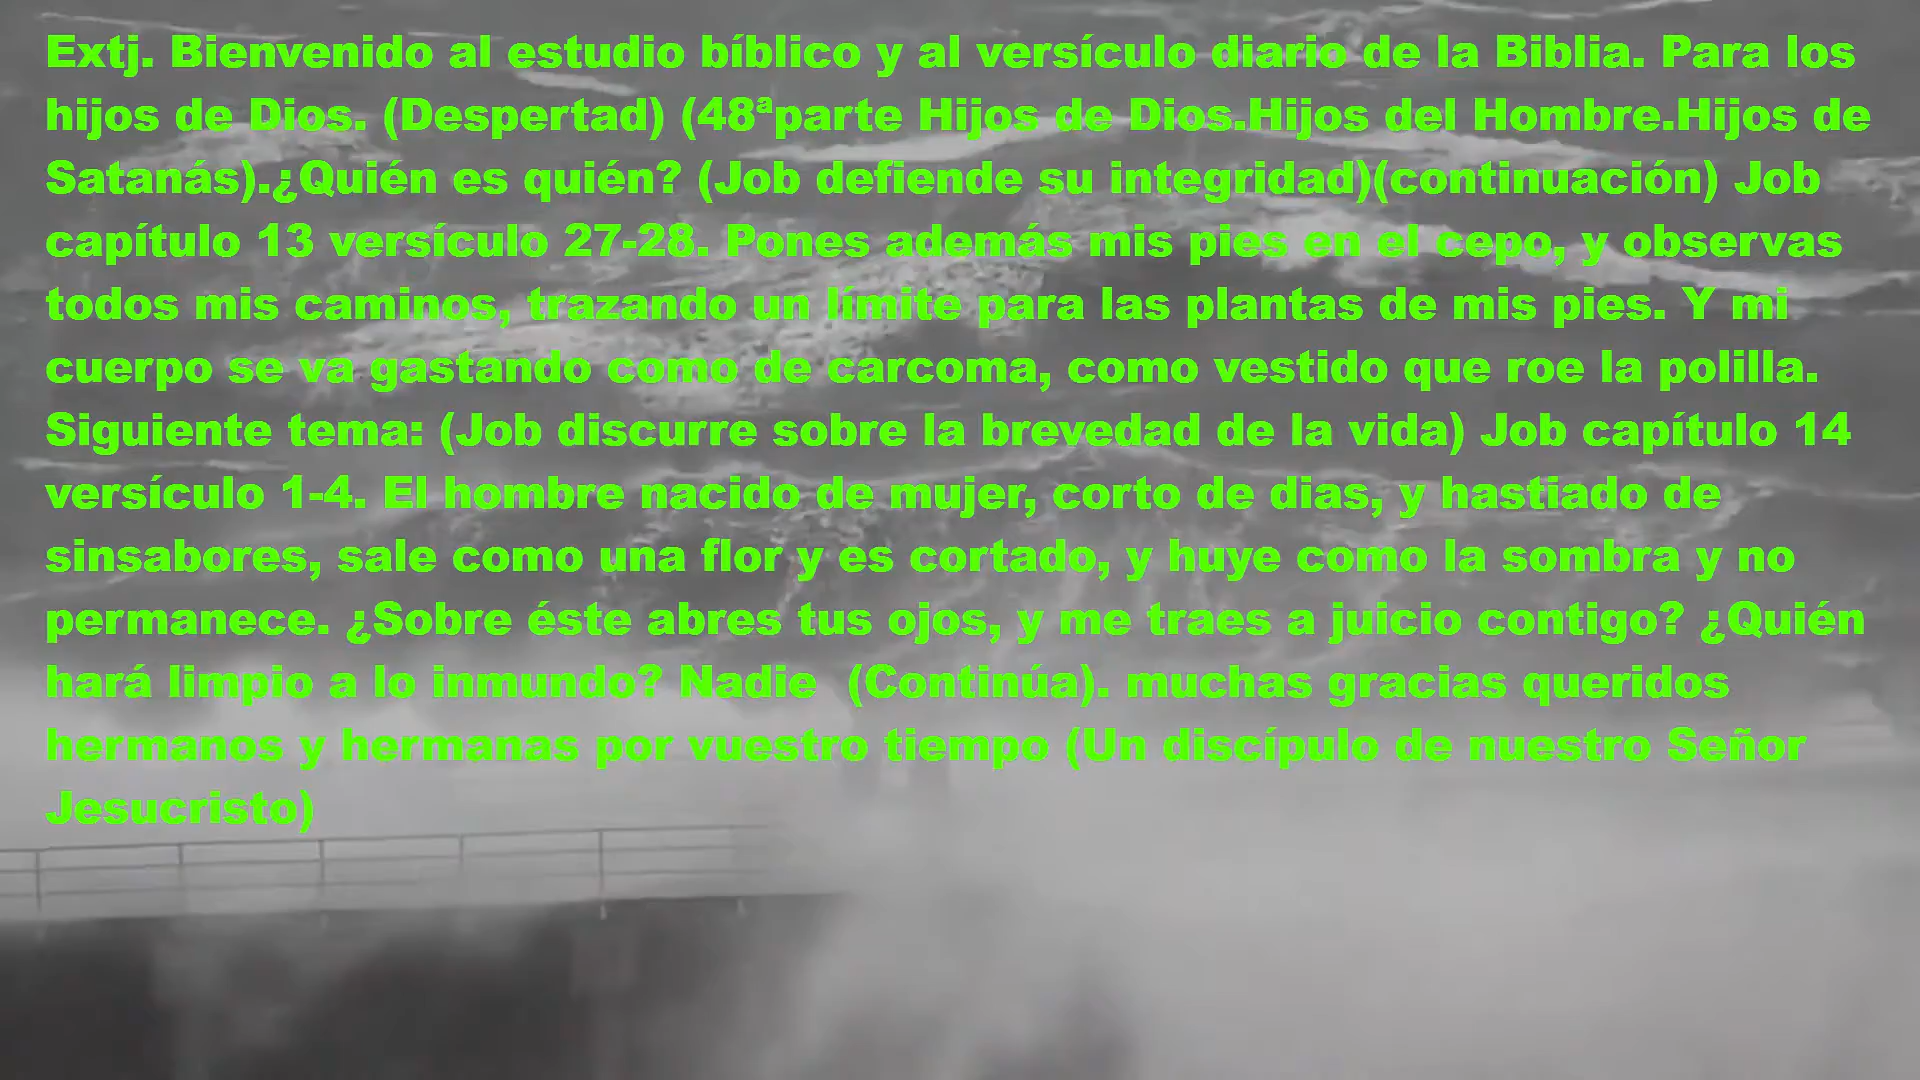 Extj. Bienvenido al estudio bíblico y al versículo diario de la Biblia. Para los
hijos de Dios. (Despertad) (48ªparte Hijos de Dios.Hijos del Hombre.Hijos de
Satanás).¿Quién es quién? (Job defiende su integridad)(continuación) Job
capítulo 13 versículo 27-28. Pones además mis pies en el cepo, y observas
todos mis caminos, trazando un límite para las plantas de mis pies. Y mi
cuerpo se va gastando como de carcoma, como vestido que roe la polilla.
Siguiente tema: (Job discurre sobre la brevedad de la vida) Job capítulo 14
versículo 1-4. El hombre nacido de mujer, corto de dias, y hastiado de
sinsabores, sale como una flor y es cortado, y huye como la sombra y no
permanece. ¿Sobre éste abres tus ojos, y me traes a juicio contigo? ¿Quién
hará limpio a lo inmundo? Nadie  (Continúa). muchas gracias queridos
hermanos y hermanas por vuestro tiempo (Un discípulo de nuestro Señor
Jesucristo)